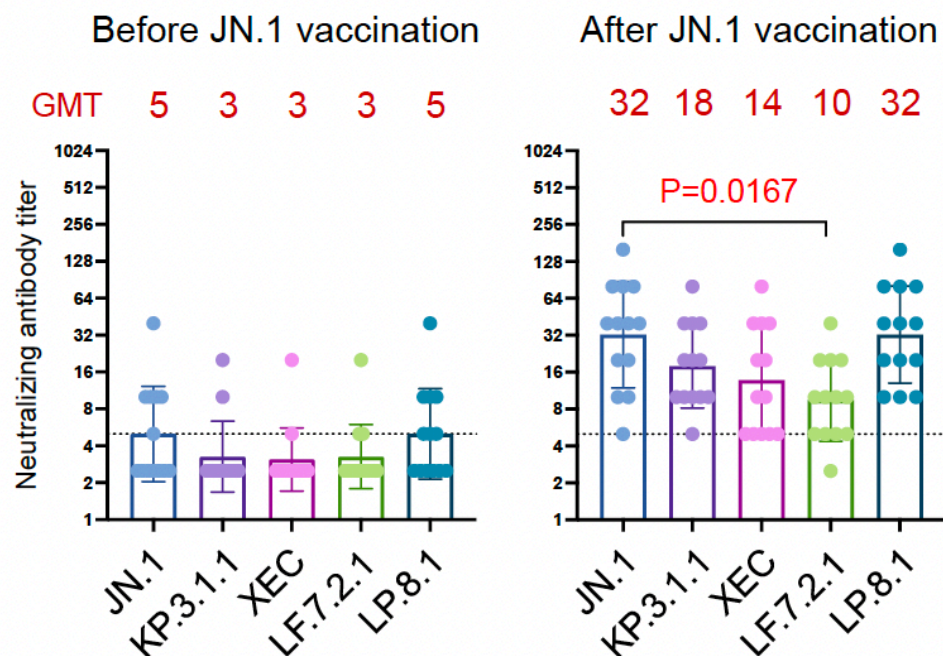 Before JN.1 vaccination
GMT 5 3 3 3 5
Neutralizing antibody titer
1024
512
256
128
64
32
16
8
4
2
1
JN.1
KP.3.1.1
XEC
LF.7.2.1
LP.8.1
After JN.1 vaccination
32 18 14 10 32
P=0.0167
1024
512
256
128
64
32
16
8
4
2
1
JN.1
KP.3.1.1
XEC
LF.7.2.1
LP.8.1